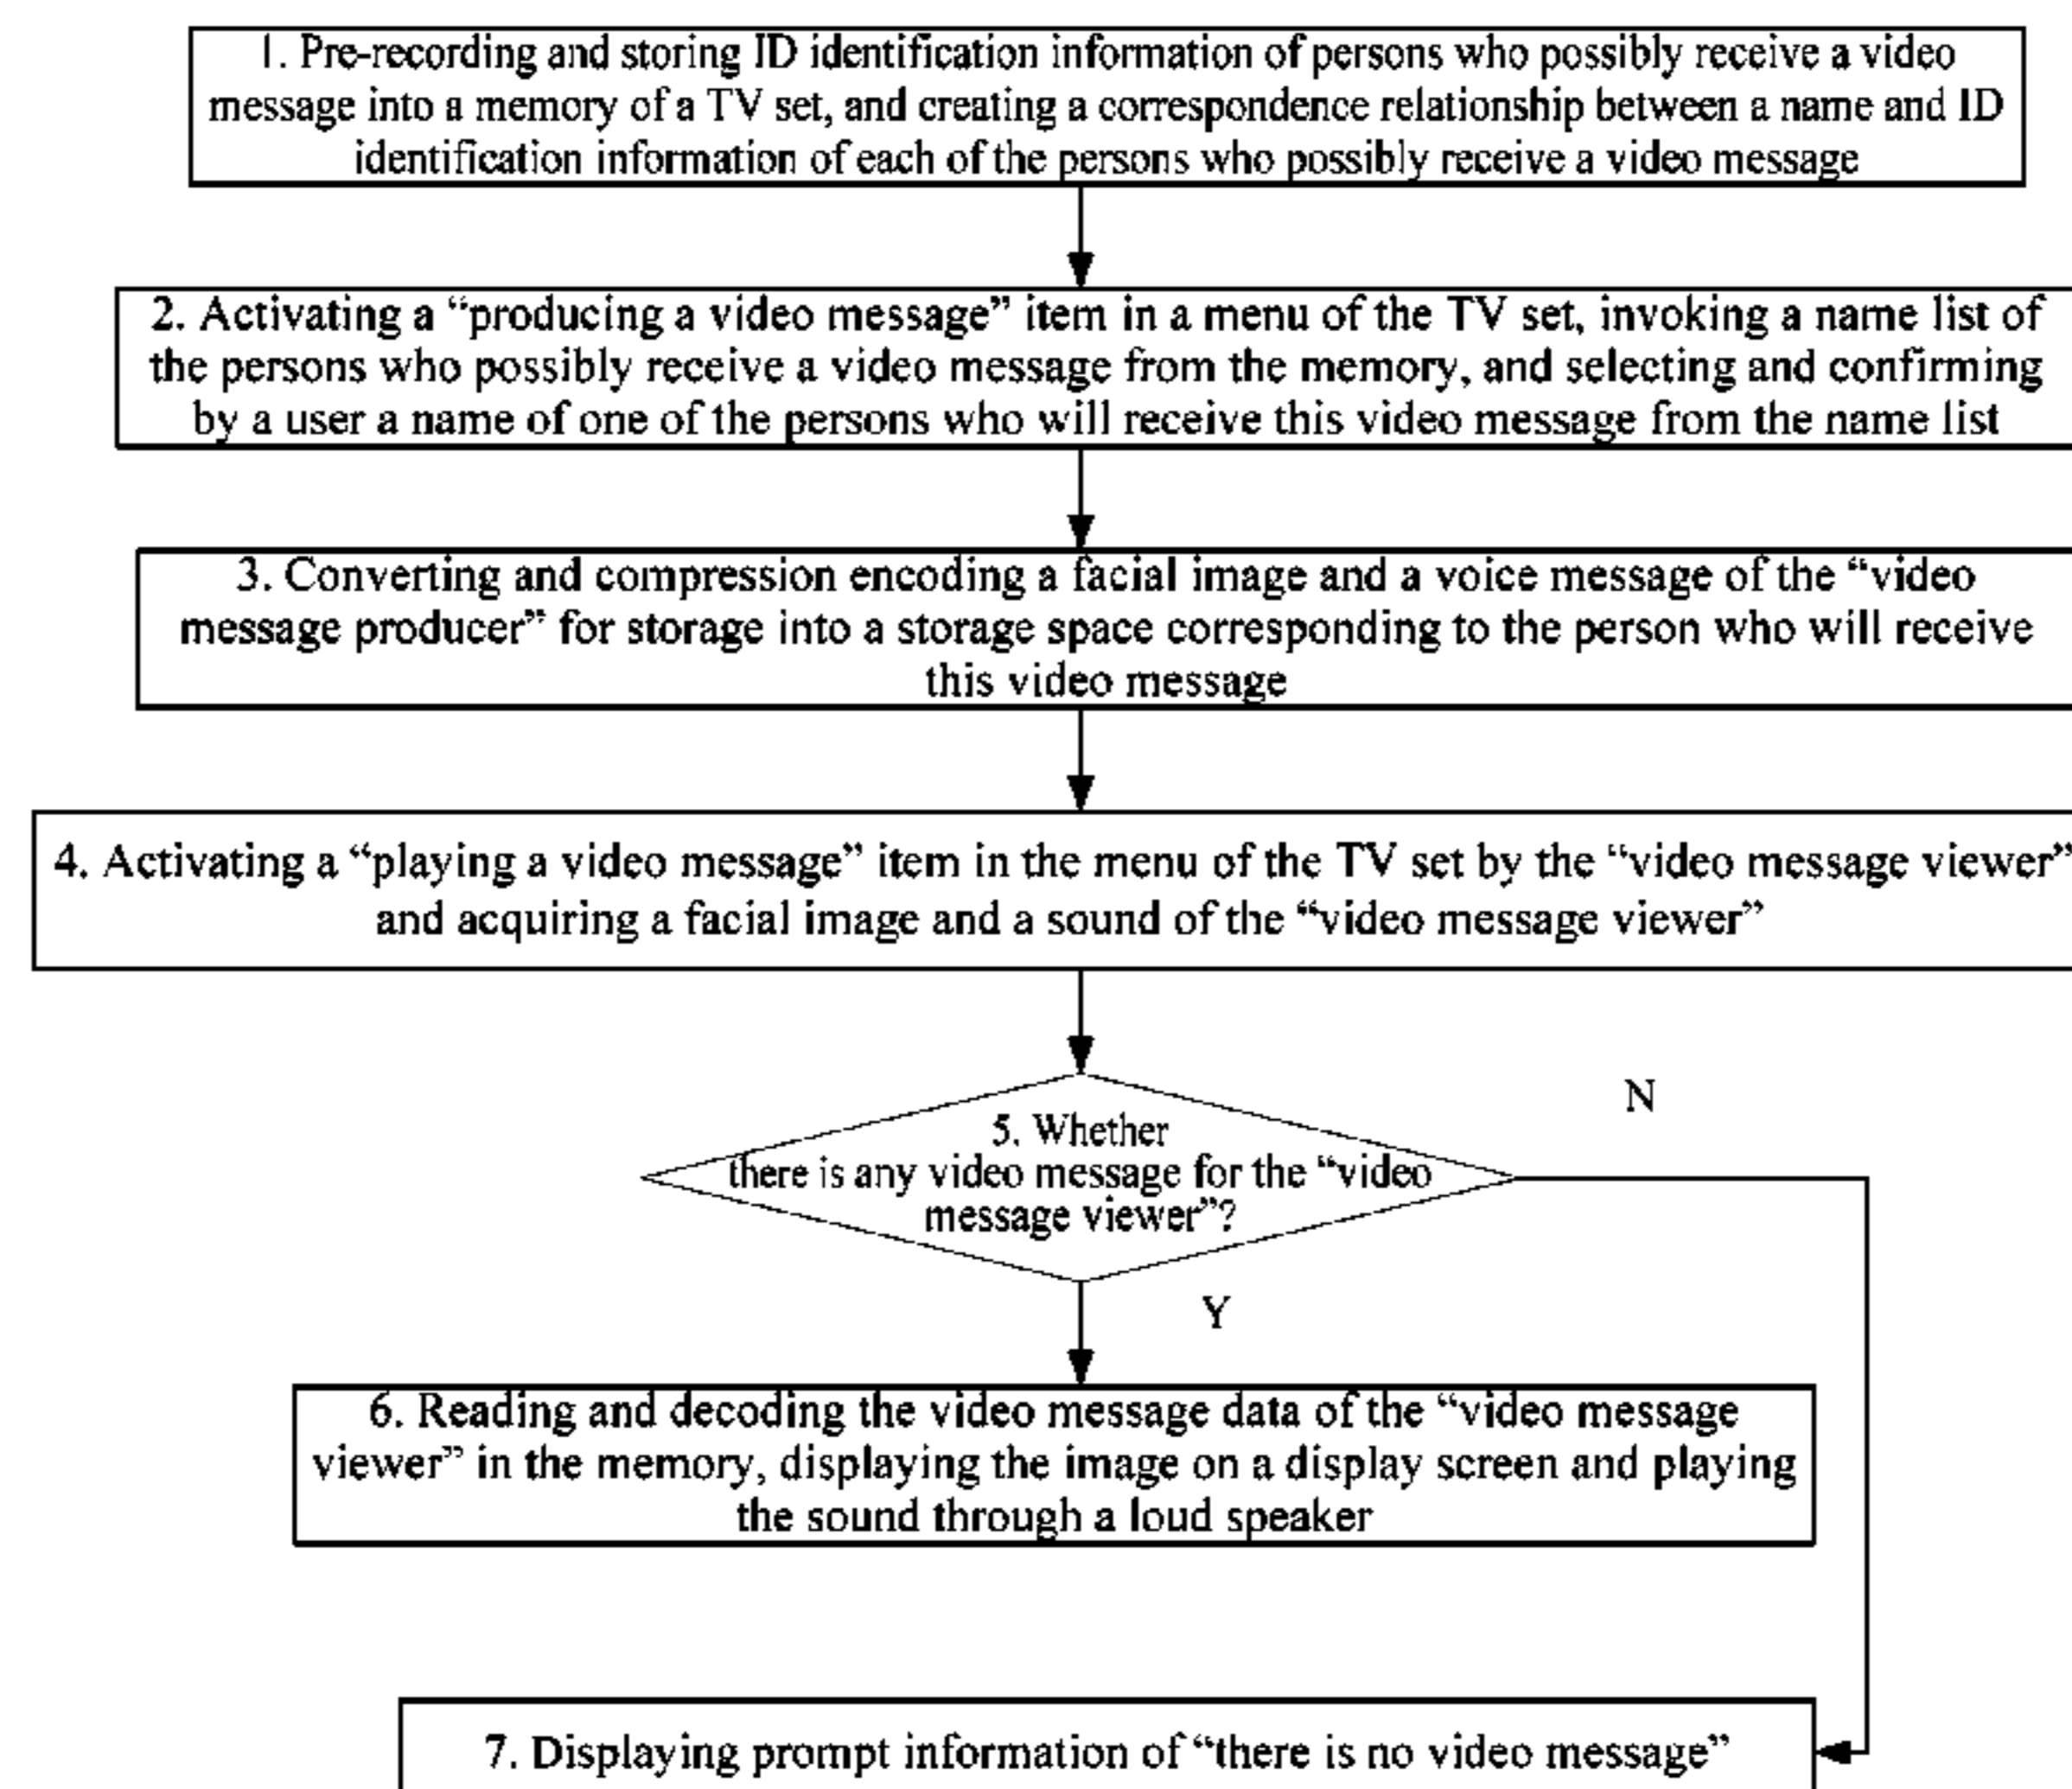 1. Pre-recording and storing ID identification information of persons who possibly receive a video
message into a memory of a TV set, and creating a correspondence relationship between a name and ID
identification information of each of the persons who possibly receive a video message
2. Activating a “producing a video message” item in a menu of the TV set, invoking a name list of
the persons who possibly receive a video message from the memory, and selecting and confirming
by a user a name of one of the persons who will receive this video message from the name list
3. Converting and compression encoding a facial image and a voice message of the “video
message producer” for storage into a storage space corresponding to the person who will receive
this video message
4. Activating a “playing a video message” item in the menu of the TV set by the “video message viewer”
and acquiring a facial image and a sound of the “video message viewer”
N
5. Whether
there is any video message for the “video
message viewer”?
Y
6. Reading and decoding the video message data of the “video message
viewer” in the memory, displaying the image on a display screen and playing
the sound through a loud speaker
7. Displaying prompt information of “there is no video message”